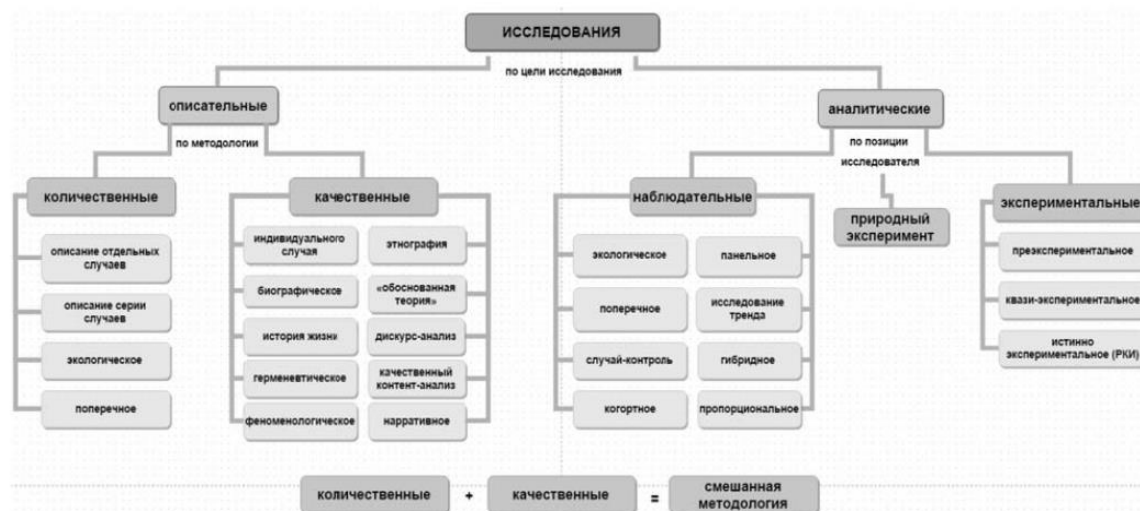 ИССЛЕДОВАНИЯ
по цели исследования
описательные
аналитические
по методологии
по позиции
исследователя
количественные
качественные
наблюдательные
природный
эксперимент
экспериментальные
описание отдельных
случаев
описание серии
случаев
экологическое
поперечное
индивидуального
случая
биографическое
история жизни
герменевтическое
феноменологическое
этнография
«обоснованная
теория»
дискурс-анализ
качественный
контент-анализ
нарративное
экологическое
поперечное
случай-контроль
когортное
панельное
исследование
тренда
гибридное
пропорциональное
преэкспериментальное
квази-экспериментальное
истинно
экспериментальное (РКИ)
количественные + качественные = смешанная
методология